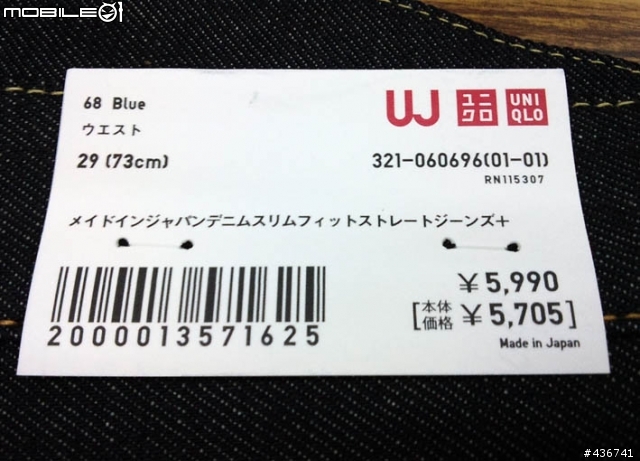 MOBILE01
68 Blue
ウエスト
29 (73cm)
UJ ユニクロ UNIQLO
321-060696(01-01)
RN115307
メイドインジャパンデニムスリムフィットストレートジーンズ+
¥5,990
[本体価格 ¥5,705]
2000013571625
Made in Japan
#436741